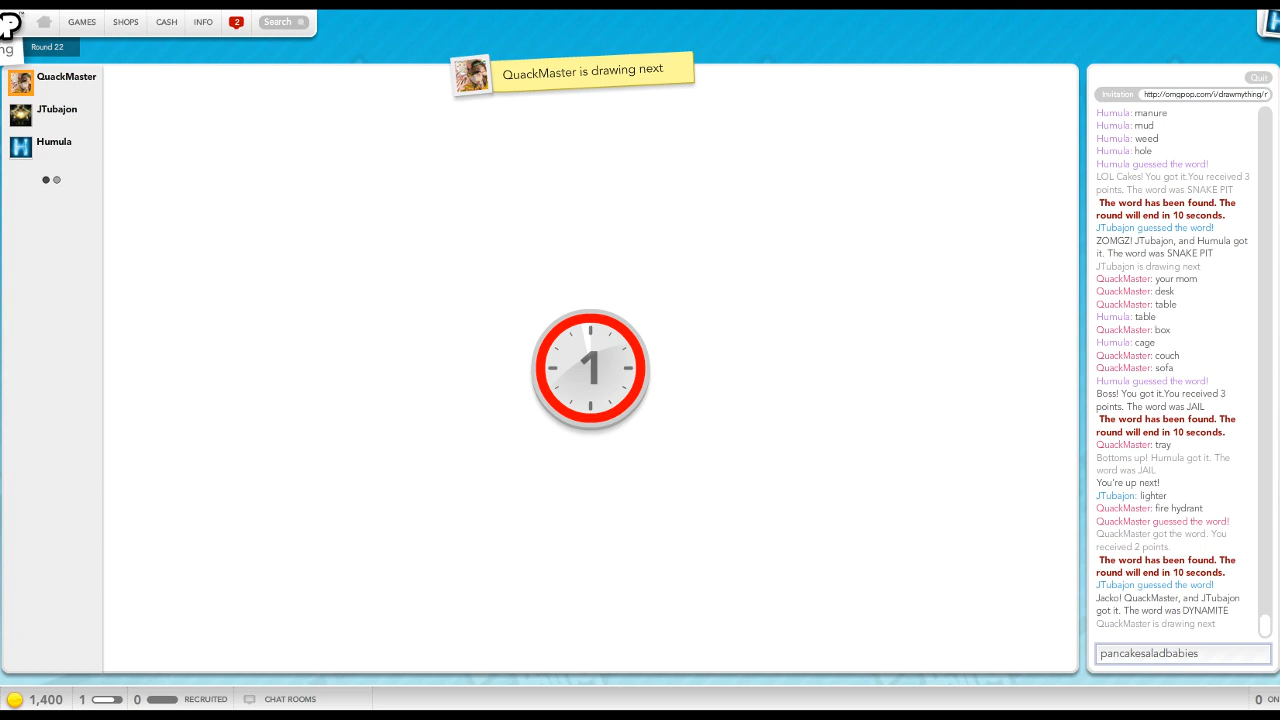 P™
GAMES SHOPS CASH INFO 2 Search
ng Round 22
QuackMaster is drawing next
QuackMaster
JTubajon
H Humula
1
Quit
Invitation http://omgpop.com/i/drawmything/r
Humula: manure
Humula: mud
Humula: weed
Humula: hole
Humula guessed the word!
LOL Cakes! You got it.You received 3
points. The word was SNAKE PIT
The word has been found. The
round will end in 10 seconds.
JTubajon guessed the word!
ZOMGZ! JTubajon, and Humula got
it. The word was SNAKE PIT
JTubajon is drawing next
QuackMaster: your mom
QuackMaster: desk
QuackMaster: table
Humula: table
QuackMaster: box
Humula: cage
QuackMaster: couch
QuackMaster: sofa
Humula guessed the word!
Boss! You got it.You received 3
points. The word was JAIL
The word has been found. The
round will end in 10 seconds.
QuackMaster: tray
Bottoms up! Humula got it. The
word was JAIL
You're up next!
JTubajon: lighter
QuackMaster: fire hydrant
QuackMaster guessed the word!
QuackMaster got the word. You
received 2 points.
The word has been found. The
round will end in 10 seconds.
JTubajon guessed the word!
Jacko! QuackMaster, and JTubajon
got it. The word was DYNAMITE
QuackMaster is drawing next
pancakesaladbabies
1,400 1 0 RECRUITED CHAT ROOMS 0 ON